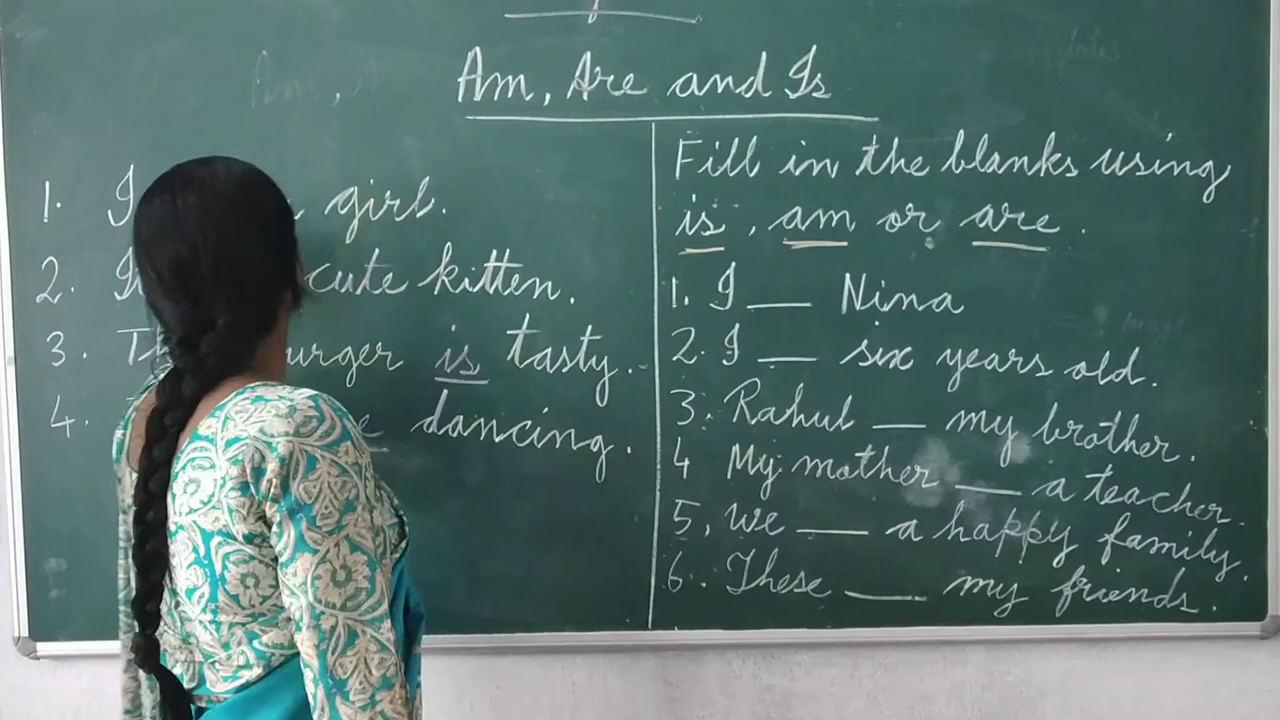 Am, Are and Is
1. I girl.
2. cute kitten.
3. is tasty.
4. dancing.
Fill in the blanks using
is, am or are.
1. I ___ Nina
2. I ___ six years old.
3. Rahul ___ my brother.
4 My mother ___ a teacher.
5, We ___ a happy family.
6. These ___ my friends.